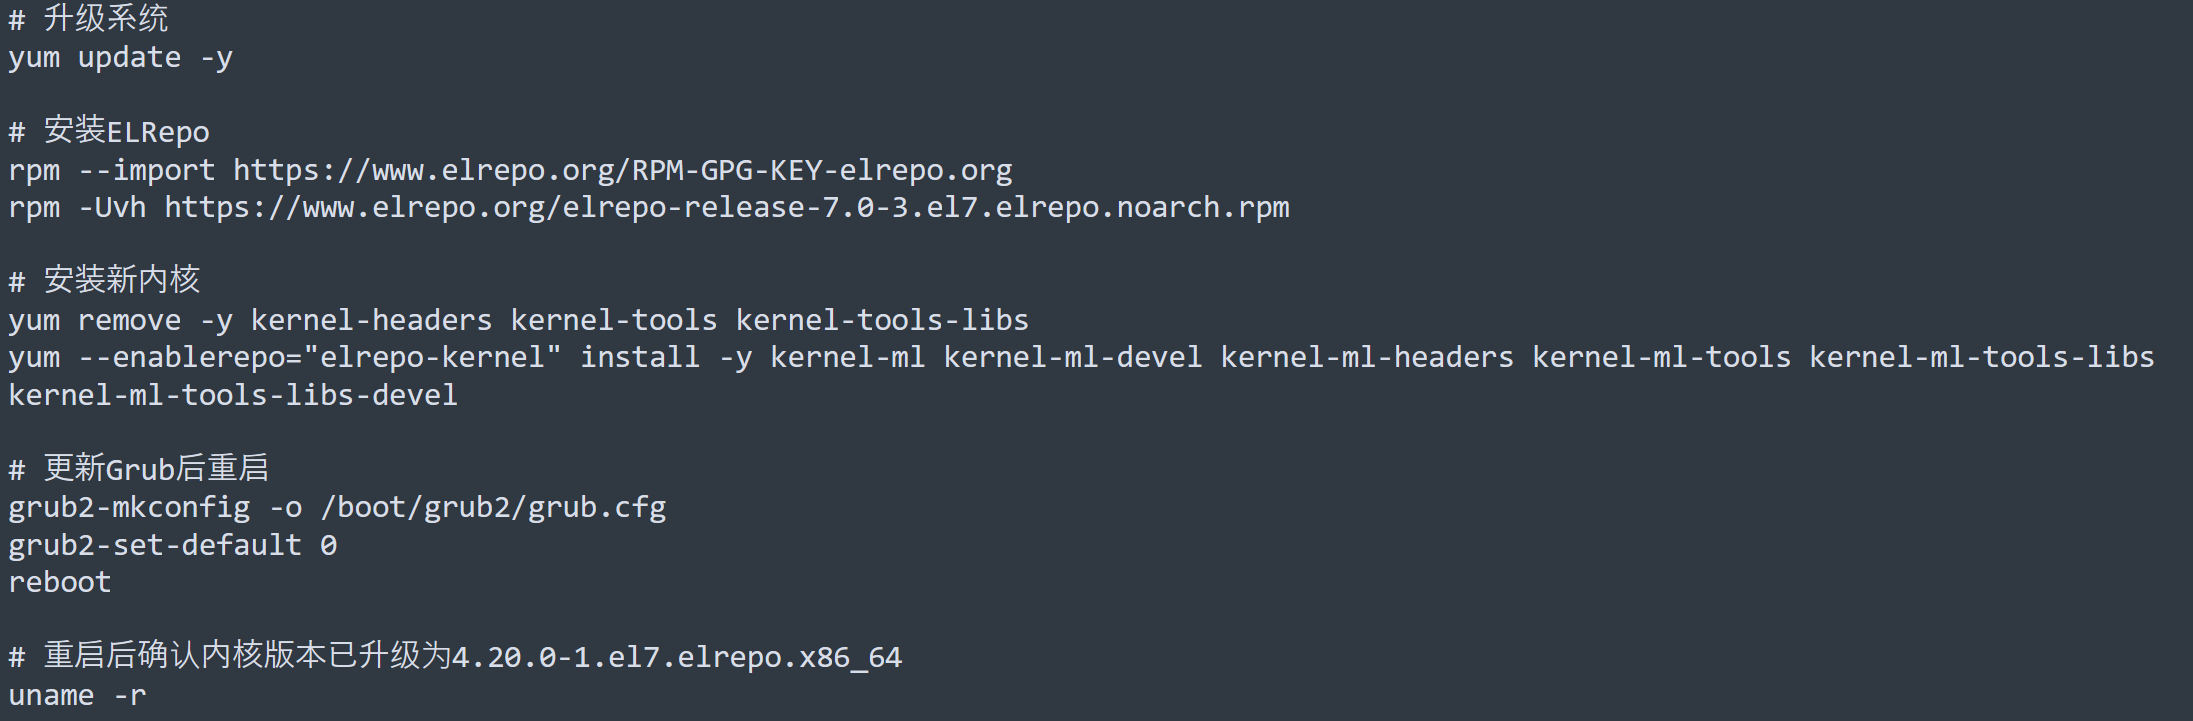 # 升级系统
yum update -y
# 安装ELRepo
rpm --import https://www.elrepo.org/RPM-GPG-KEY-elrepo.org
rpm -Uvh https://www.elrepo.org/elrepo-release-7.0-3.el7.elrepo.noarch.rpm
# 安装新内核
yum remove -y kernel-headers kernel-tools kernel-tools-libs
yum --enablerepo="elrepo-kernel" install -y kernel-ml kernel-ml-devel kernel-ml-headers kernel-ml-tools kernel-ml-tools-libs
kernel-ml-tools-libs-devel
# 更新Grub后重启
grub2-mkconfig -o /boot/grub2/grub.cfg
grub2-set-default 0
reboot
# 重启后确认内核版本已升级为4.20.0-1.el7.elrepo.x86_64
uname -r